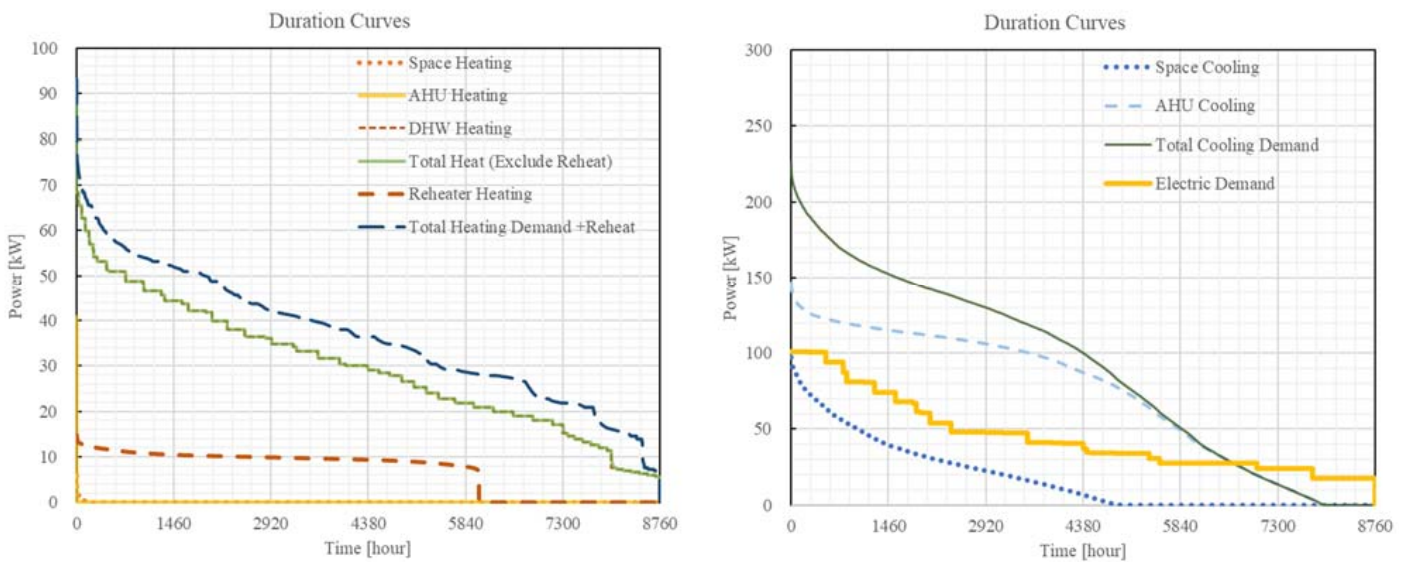 Duration Curves
100
90
80
70
60
50
40
30
20
10
0
Power [kW]
Space Heating
AHU Heating
DHW Heating
Total Heat (Exclude Reheat)
Reheater Heating
Total Heating Demand +Reheat
0 1460 2920 4380 5840 7300 8760
Time [hour]
Duration Curves
300
250
200
150
100
50
0
Power [kW]
Space Cooling
AHU Cooling
Total Cooling Demand
Electric Demand
0 1460 2920 4380 5840 7300 8760
Time [hour]